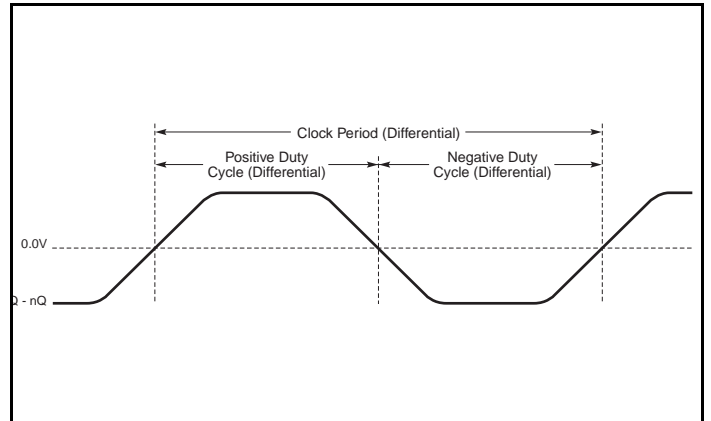 Clock Period (Differential)
Positive Duty
Cycle (Differential)
Negative Duty
Cycle (Differential)
0.0V
Q - nQ